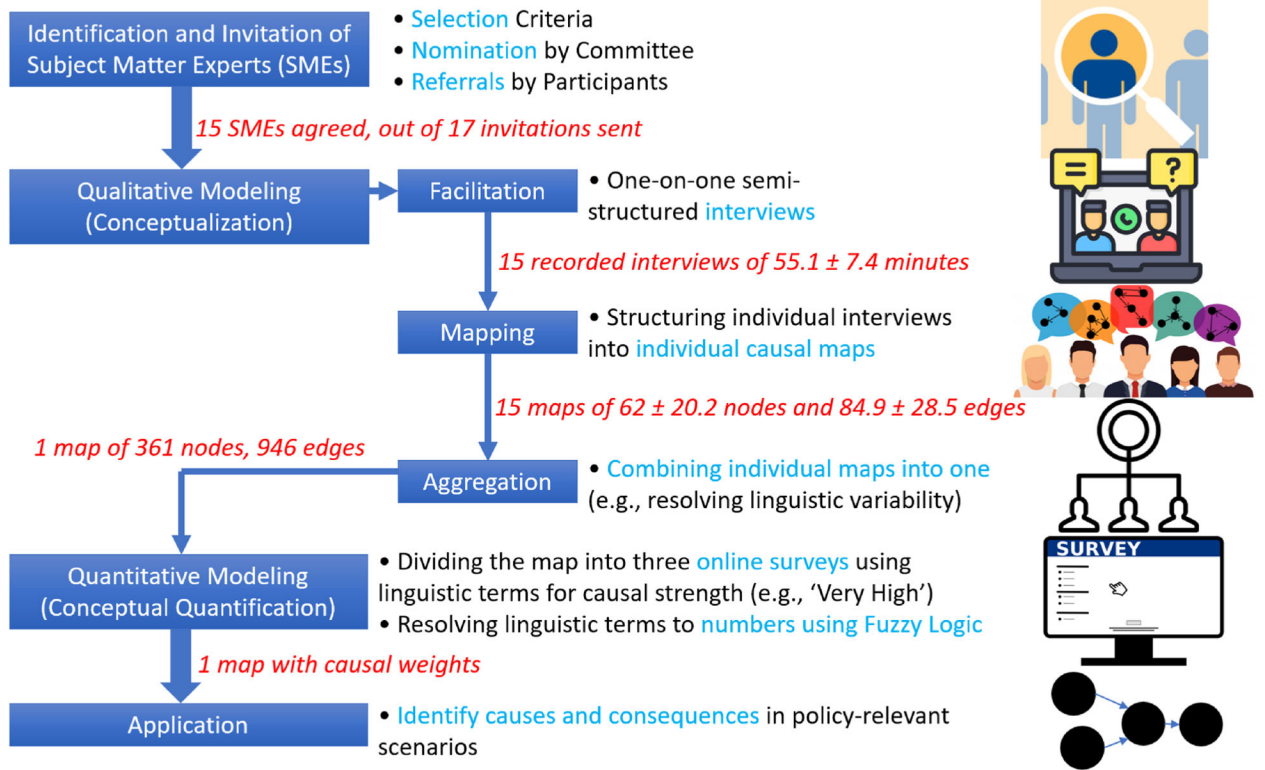 Identification and Invitation of
Subject Matter Experts (SMEs)
• Selection Criteria
• Nomination by Committee
• Referrals by Participants
15 SMEs agreed, out of 17 invitations sent
Qualitative Modeling
(Conceptualization)
Facilitation
• One-on-one semi-
structured interviews
= ?
15 recorded interviews of 55.1 ± 7.4 minutes
Mapping
• Structuring individual interviews
into individual causal maps
15 maps of 62 ± 20.2 nodes and 84.9 ± 28.5 edges
1 map of 361 nodes, 946 edges
Aggregation
• Combining individual maps into one
(e.g., resolving linguistic variability)
SURVEY
Quantitative Modeling
(Conceptual Quantification)
• Dividing the map into three online surveys using
linguistic terms for causal strength (e.g., ‘Very High’)
• Resolving linguistic terms to numbers using Fuzzy Logic
1 map with causal weights
Application
• Identify causes and consequences in policy-relevant
scenarios